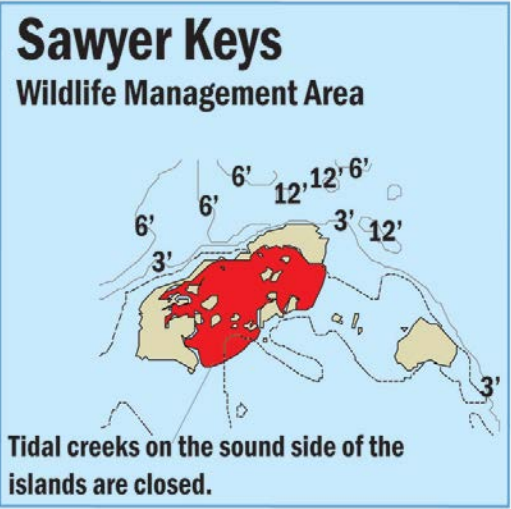 Sawyer Keys
Wildlife Management Area
6'
12'
12'
6'
6'
6'
3'
12'
3'
3'
Tidal creeks on the sound side of the
islands are closed.